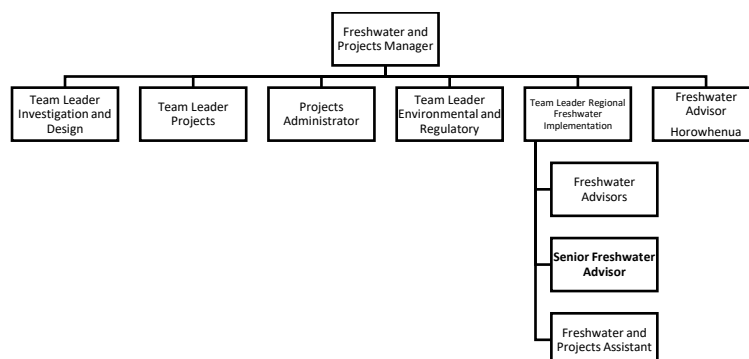 Freshwater and
Projects Manager
Team Leader
Investigation and
Design
Team Leader
Projects
Projects
Administrator
Team Leader
Environmental and
Regulatory
Team Leader Regional
Freshwater
Implementation
Freshwater
Advisor
Horowhenua
Freshwater
Advisors
Senior Freshwater
Advisor
Freshwater and
Projects Assistant